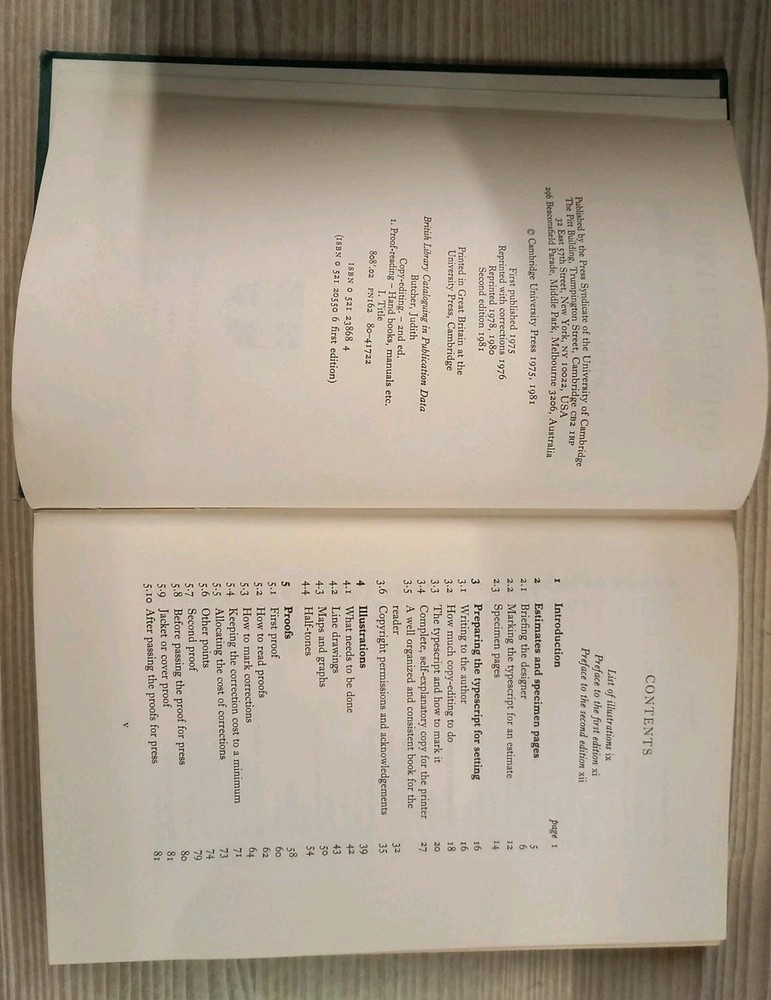 Published by the Press Syndicate of the University of Cambridge
The Pitt Building, Trumpington Street, Cambridge CB2 1RP
32 East 57th Street, New York, NY 10022, USA
296 Beaconsfield Parade, Middle Park, Melbourne 3206, Australia
© Cambridge University Press 1975, 1981
First published 1975
Reprinted with corrections 1976
Reprinted 1978, 1980
Second edition 1981
Printed in Great Britain at the
University Press, Cambridge
British Library Cataloguing in Publication Data
Butcher, Judith
Copy-editing. – 2nd ed.
1. Proof-reading – Hand books, manuals etc.
I. Title
808'.02 PN162 80-41722
ISBN 0 521 23868 4
(ISBN 0 521 20550 6 first edition)
CONTENTS
List of illustrations ix
Preface to the first edition xi
Preface to the second edition xii
1 Introduction page 1
2 Estimates and specimen pages 5
2.1 Briefing the designer 6
2.2 Marking the typescript for an estimate 12
2.3 Specimen pages 14
3 Preparing the typescript for setting 16
3.1 Writing to the author 16
3.2 How much copy-editing to do 18
3.3 The typescript and how to mark it 20
3.4 Complete, self-explanatory copy for the printer 27
3.5 A well organized and consistent book for the
reader 32
3.6 Copyright permissions and acknowledgements 35
4 Illustrations 39
4.1 What needs to be done 42
4.2 Line drawings 43
4.3 Maps and graphs 50
4.4 Half-tones 54
5 Proofs 58
5.1 First proof 60
5.2 How to read proofs 62
5.3 How to mark corrections 64
5.4 Keeping the correction cost to a minimum 71
5.5 Allocating the cost of corrections 73
5.6 Other points 74
5.7 Second proof 79
5.8 Before passing the proof for press 80
5.9 Jacket or cover proof 81
5.10 After passing the proofs for press 81
v